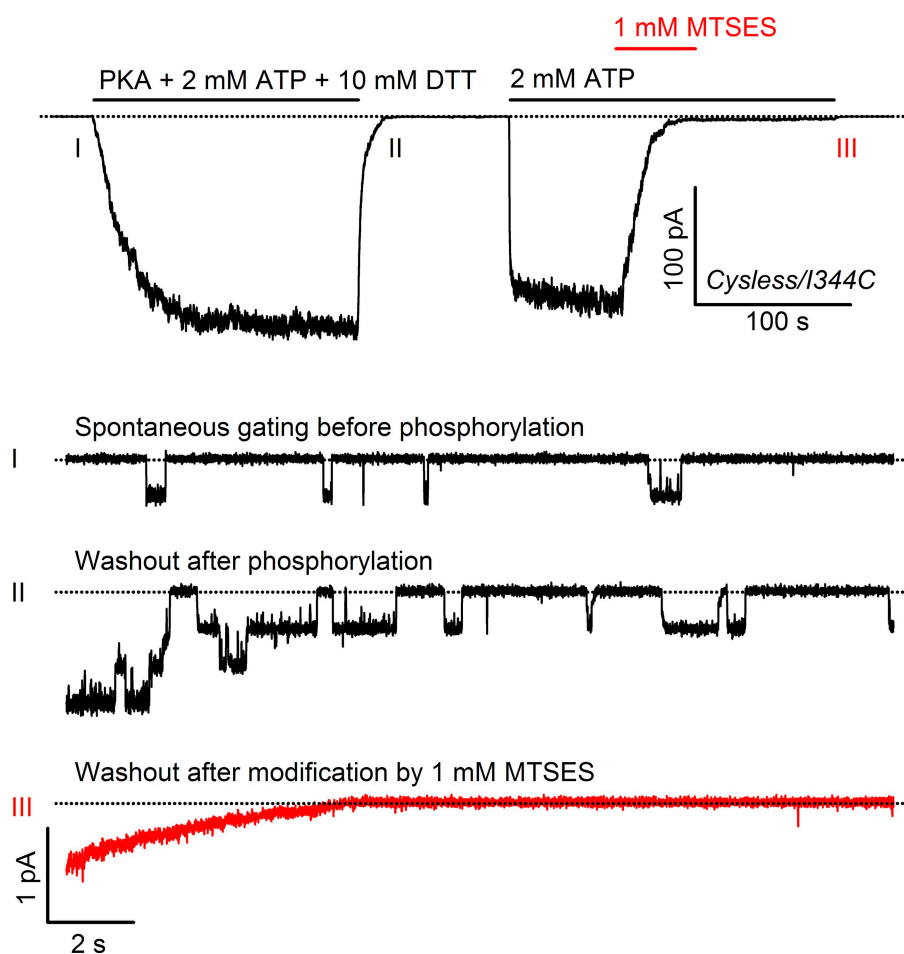 1 mM MTSES
PKA + 2 mM ATP + 10 mM DTT
2 mM ATP
I
II
III
100 pA
Cysless/I344C
100 s
Spontaneous gating before phosphorylation
I
Washout after phosphorylation
II
Washout after modification by 1 mM MTSES
III
1 pA
2 s